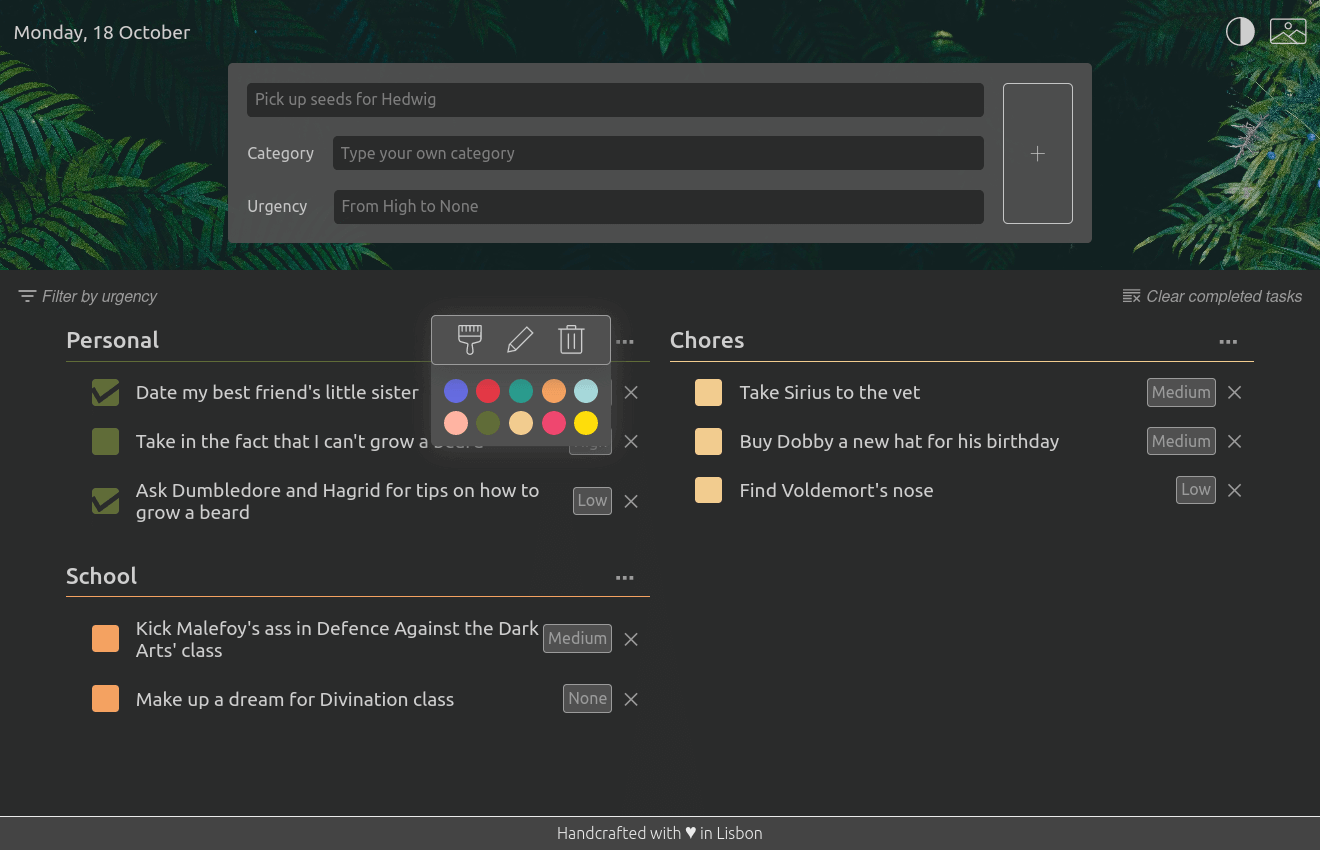 Monday, 18 October
Pick up seeds for Hedwig
Category
Type your own category
Urgency
From High to None
+
Filter by urgency
Clear completed tasks
Personal
Date my best friend's little sister
Take in the fact that I can't grow a beard
High
Ask Dumbledore and Hagrid for tips on how to
grow a beard
Low
School
Kick Malefoy's ass in Defence Against the Dark
Arts' class
Medium
Make up a dream for Divination class
None
Chores
Take Sirius to the vet
Medium
Buy Dobby a new hat for his birthday
Medium
Find Voldemort's nose
Low
Handcrafted with ♥ in Lisbon